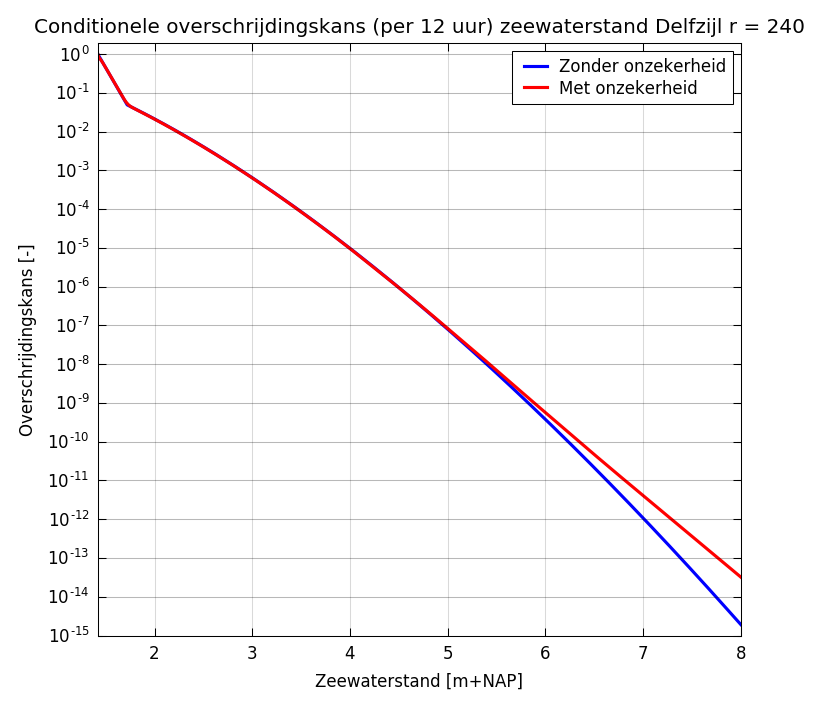 Conditionele overschrijdingskans (per 12 uur) zeewaterstand Delfzijl r = 240
Zonder onzekerheid
Met onzekerheid
Overschrijdingskans [-]
10^0
10^-1
10^-2
10^-3
10^-4
10^-5
10^-6
10^-7
10^-8
10^-9
10^-10
10^-11
10^-12
10^-13
10^-14
10^-15
2 3 4 5 6 7 8
Zeewaterstand [m+NAP]